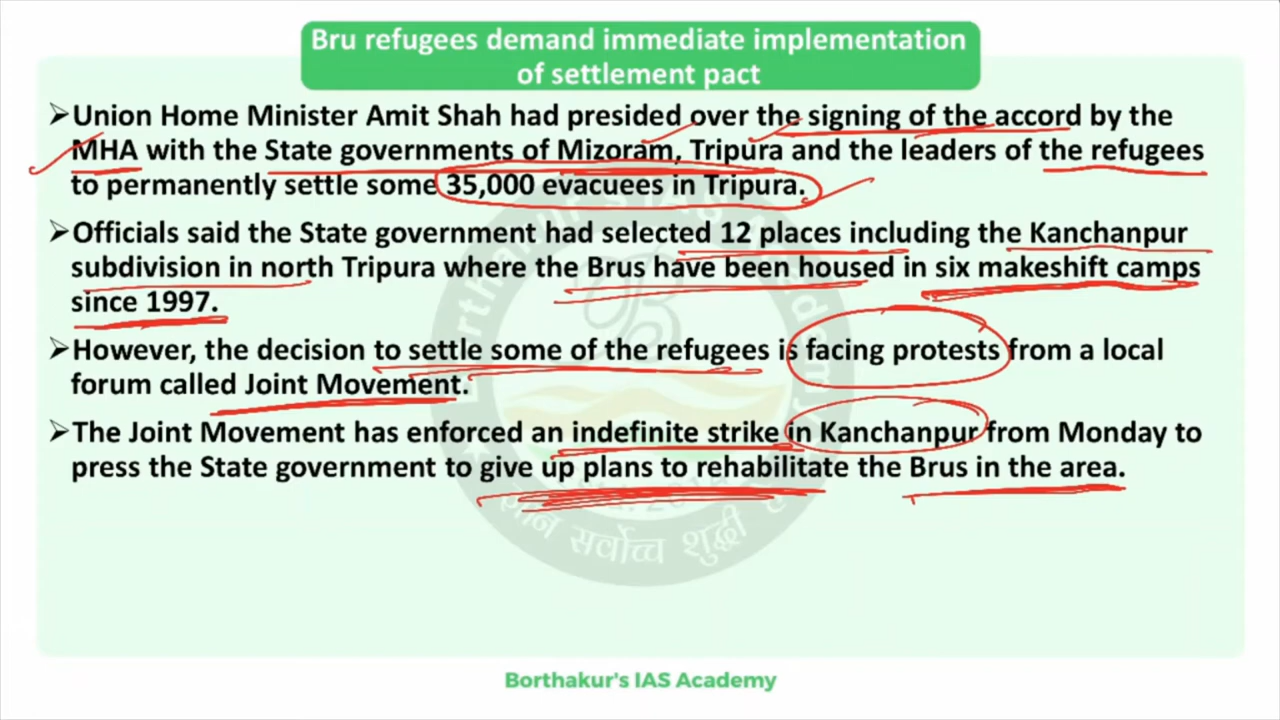 Bru refugees demand immediate implementation
of settlement pact
➢Union Home Minister Amit Shah had presided over the signing of the accord by the
MHA with the State governments of Mizoram, Tripura and the leaders of the refugees
to permanently settle some 35,000 evacuees in Tripura.
➢Officials said the State government had selected 12 places including the Kanchanpur
subdivision in north Tripura where the Brus have been housed in six makeshift camps
since 1997.
➢However, the decision to settle some of the refugees is facing protests from a local
forum called Joint Movement.
➢The Joint Movement has enforced an indefinite strike in Kanchanpur from Monday to
press the State government to give up plans to rehabilitate the Brus in the area.
सर्वोच्च शुद्धी
Borthakur's IAS Academy